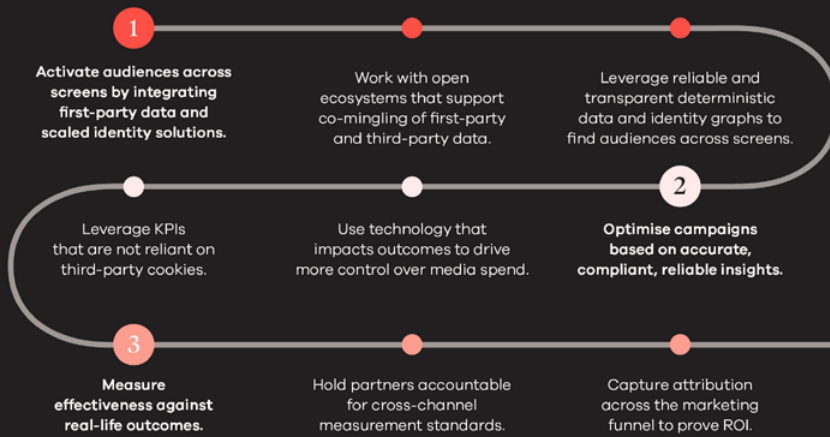 1
Activate audiences across
screens by integrating
first-party data and
scaled identity solutions.
Work with open
ecosystems that support
co-mingling of first-party
and third-party data.
Leverage reliable and
transparent deterministic
data and identity graphs to
find audiences across screens.
2
Optimise campaigns
based on accurate,
compliant, reliable insights.
Use technology that
impacts outcomes to drive
more control over media spend.
Leverage KPIs
that are not reliant on
third-party cookies.
3
Measure
effectiveness against
real-life outcomes.
Hold partners accountable
for cross-channel
measurement standards.
Capture attribution
across the marketing
funnel to prove ROI.